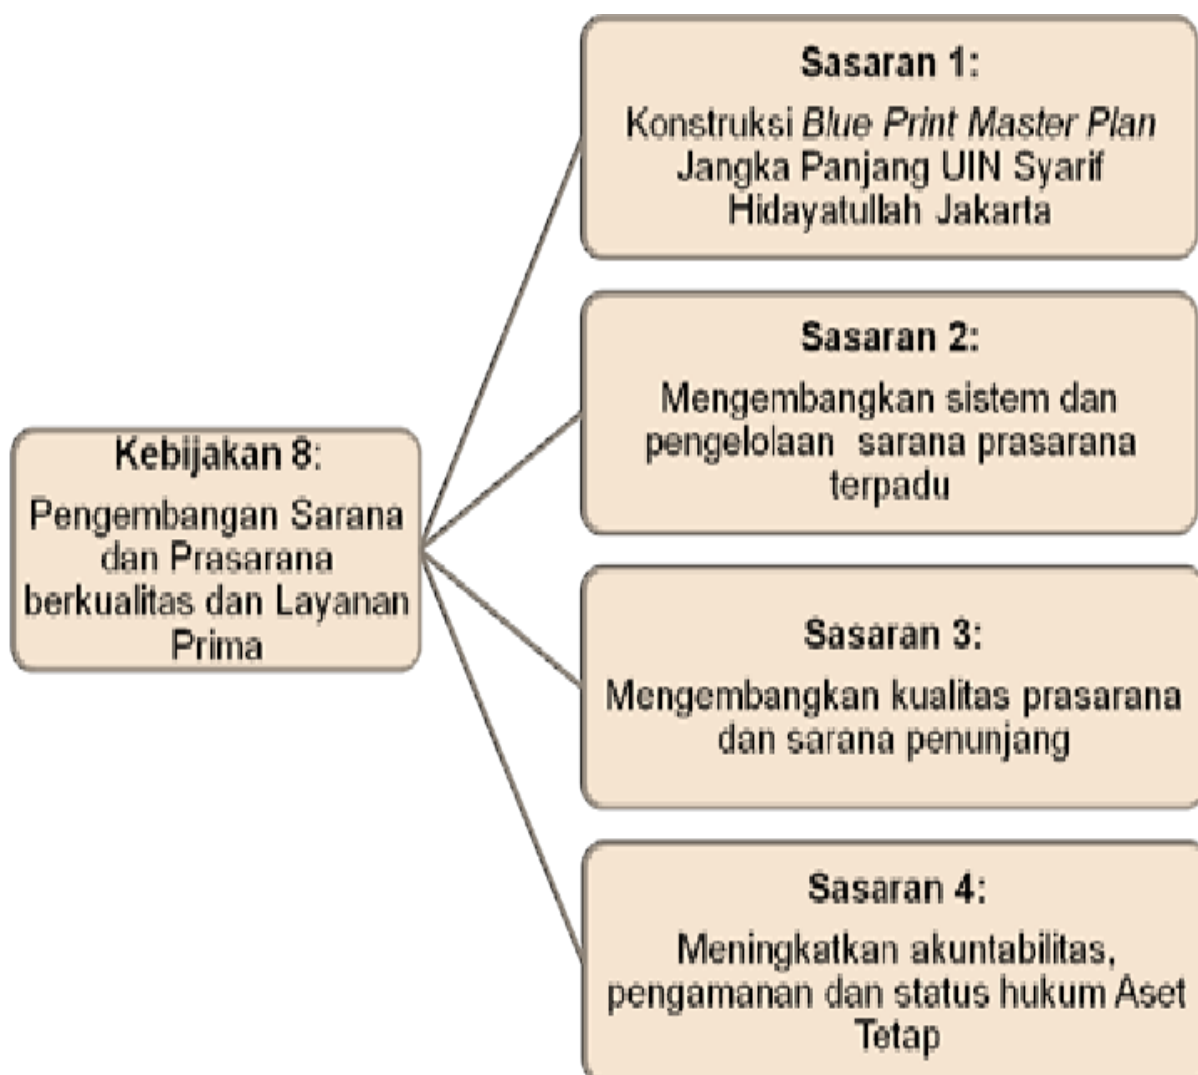 Kebijakan 8:
Pengembangan Sarana
dan Prasarana
berkualitas dan Layanan
Prima
Sasaran 1:
Konstruksi Blue Print Master Plan
Jangka Panjang UIN Syarif
Hidayatullah Jakarta
Sasaran 2:
Mengembangkan sistem dan
pengelolaan sarana prasarana
terpadu
Sasaran 3:
Mengembangkan kualitas prasarana
dan sarana penunjang
Sasaran 4:
Meningkatkan akuntabilitas,
pengamanan dan status hukum Aset
Tetap